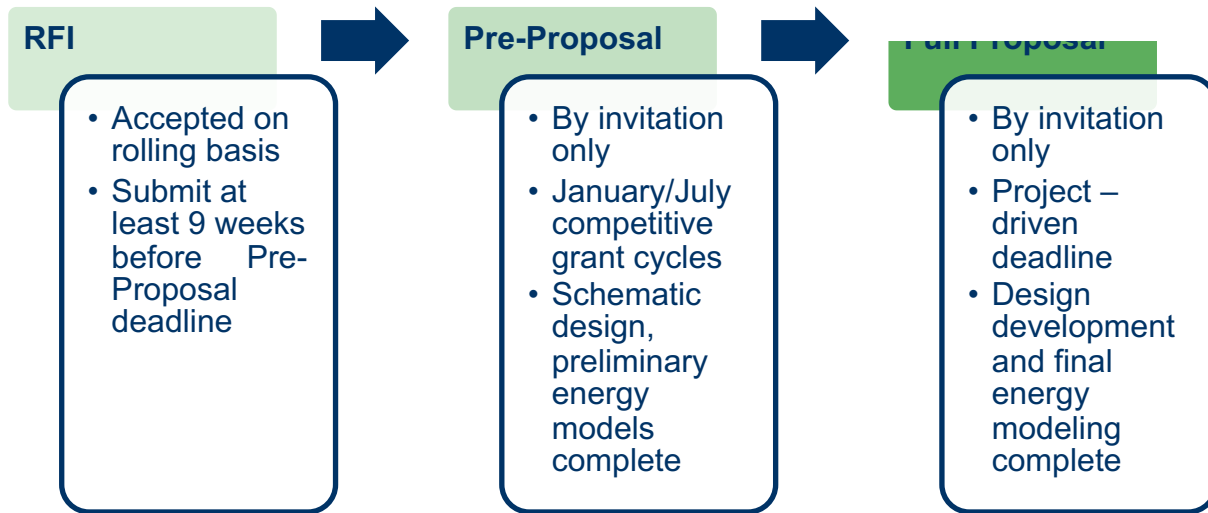 RFI
• Accepted on
rolling basis
• Submit at
least 9 weeks
before Pre-
Proposal
deadline
Pre-Proposal
• By invitation
only
• January/July
competitive
grant cycles
• Schematic
design,
preliminary
energy
models
complete
Full Proposal
• By invitation
only
• Project –
driven
deadline
• Design
development
and final
energy
modeling
complete